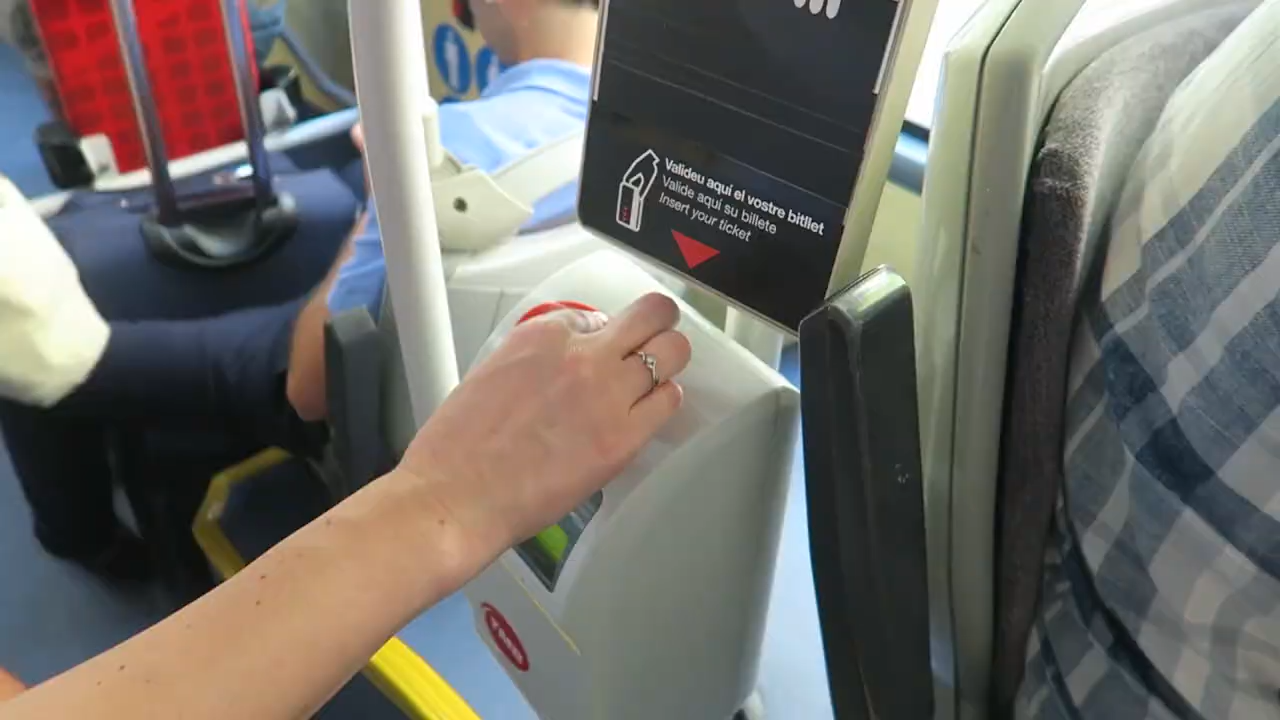 Valideu aquí el vostre bitllet
Valide aquí su billete
Insert your ticket